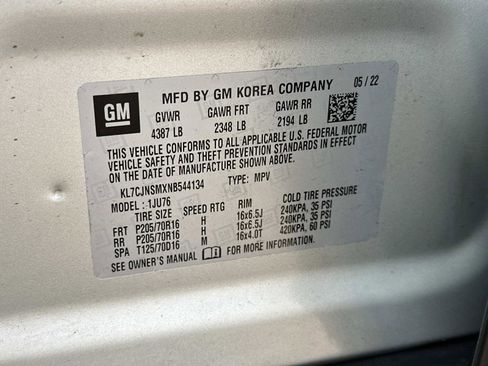 MFD BY GM KOREA COMPANY 05 / 22
GM
GVWR GAWR FRT GAWR RR
4387 LB 2348 LB 2194 LB
THIS VEHICLE CONFORMS TO ALL APPLICABLE U.S. FEDERAL MOTOR
VEHICLE SAFETY AND THEFT PREVENTION STANDARDS IN EFFECT
ON THE DATE OF MANUFACTURE SHOWN ABOVE.
KL7CJNSMXNB544134 TYPE: MPV
MODEL: 1JU76
TIRE SIZE SPEED RTG RIM COLD TIRE PRESSURE
FRT P205/70R16 H 16x6.5J 240KPA, 35 PSI
RR P205/70R16 H 16x6.5J 240KPA, 35 PSI
SPA T125/70D16 M 16x4.0T 420KPA, 60 PSI
SEE OWNER'S MANUAL FOR MORE INFORMATION.